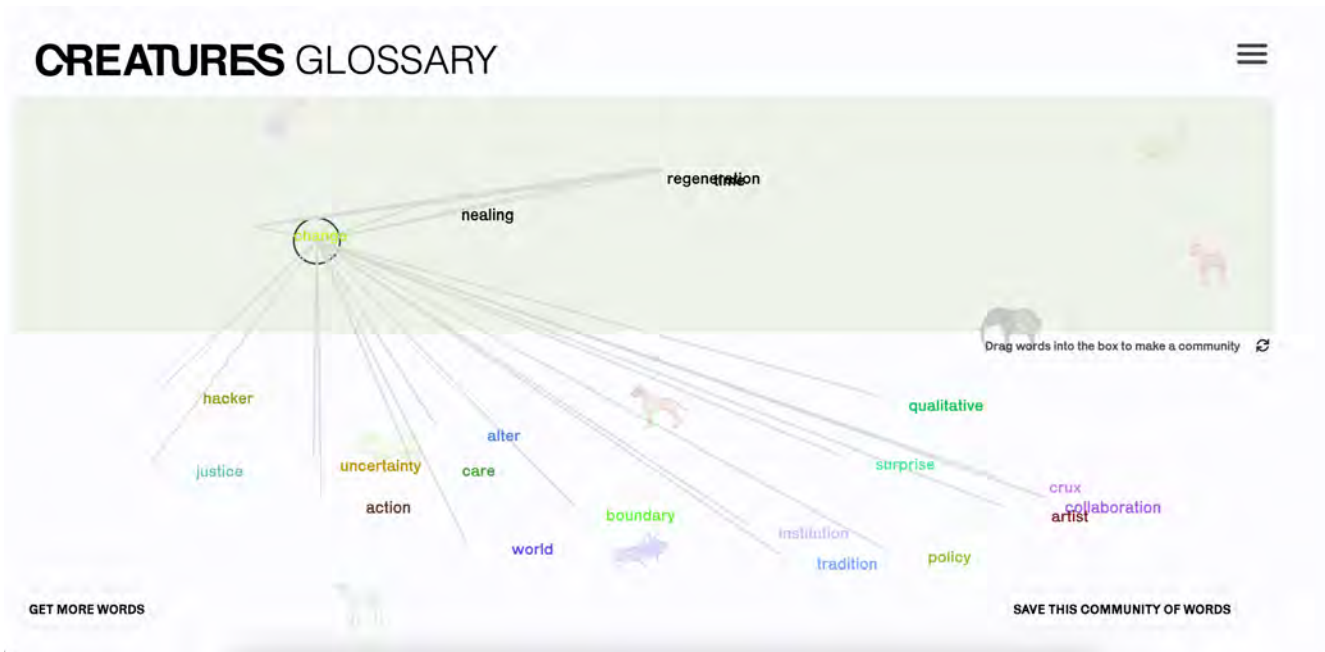 CREATURES GLOSSARY
regeneration
time
nealing
change
Drag words into the box to make a community
hacker
qualitative
alter
justice
uncertainty
care
surprise
crux
action
boundary
collaboration
artist
institution
world
tradition
policy
GET MORE WORDS
SAVE THIS COMMUNITY OF WORDS